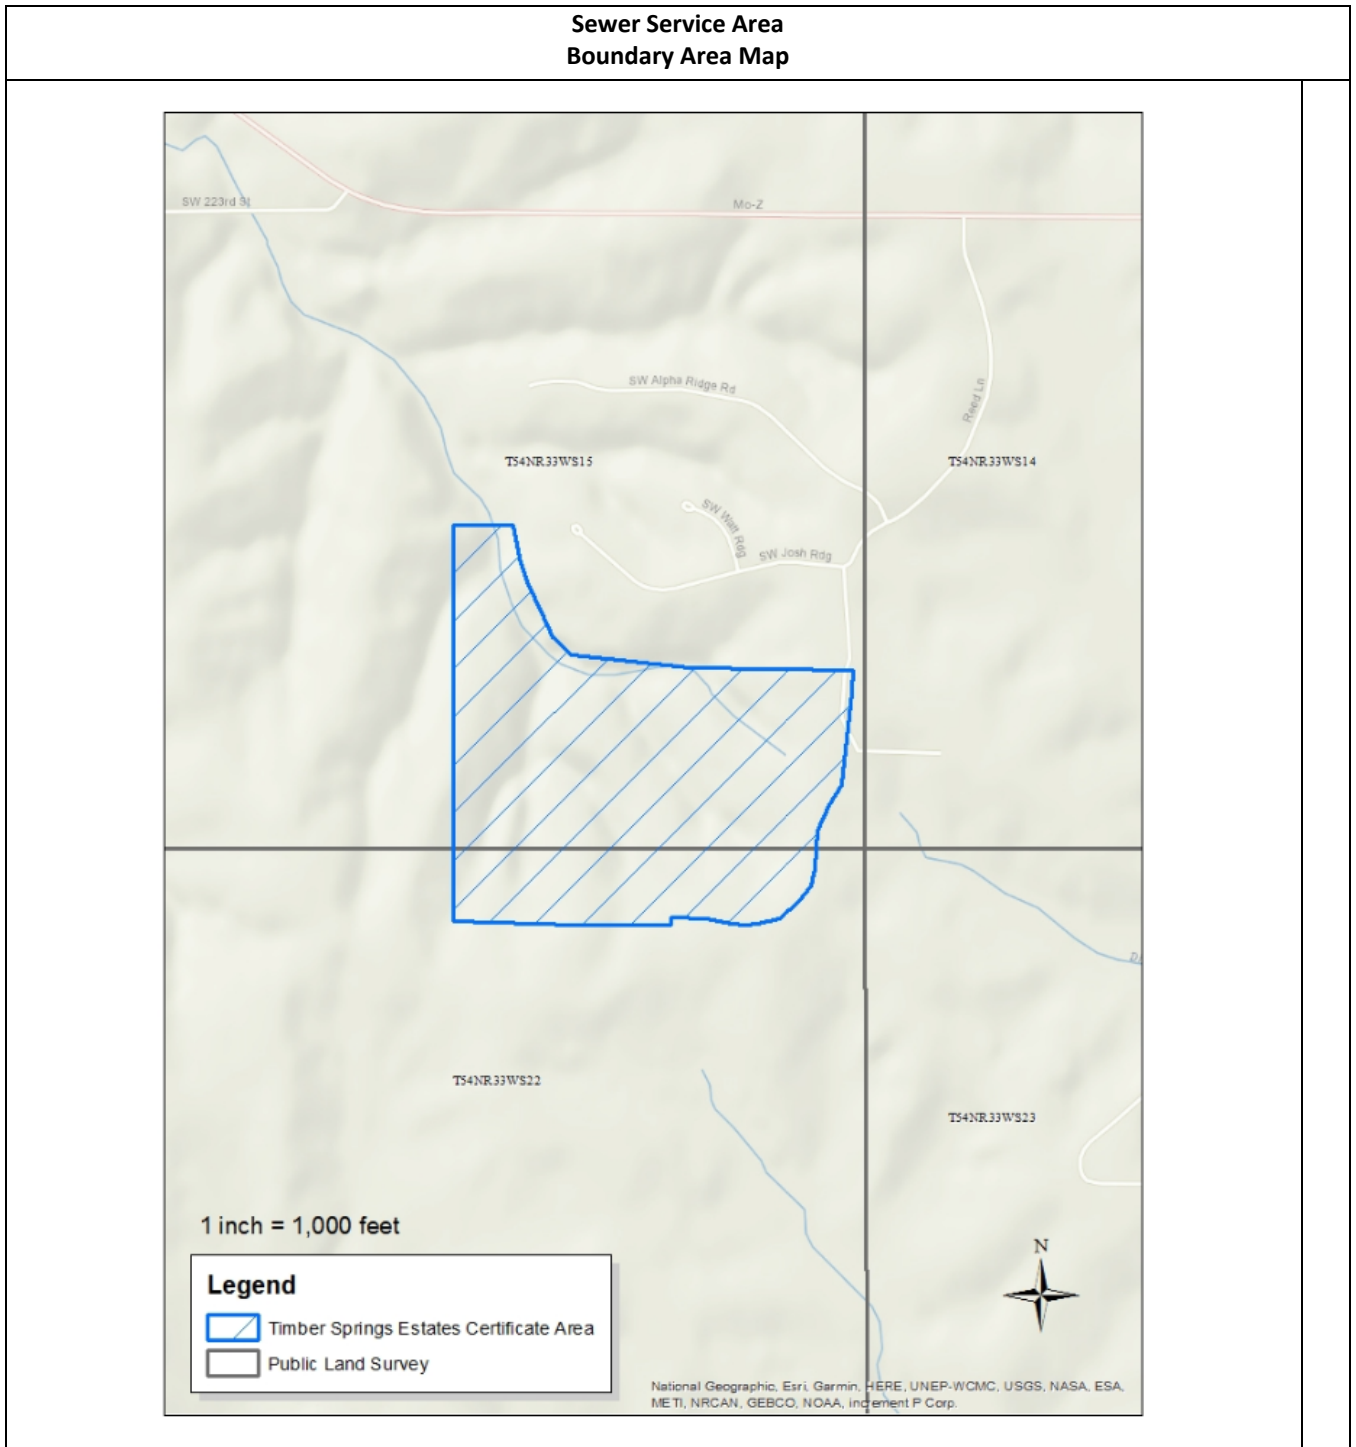 Sewer Service Area
Boundary Area Map
SW 223rd St
Mo-Z
SW Alpha Ridge Rd
Reed Ln
T54NR33WS15
T54NR33WS14
SW Watt Rdg
SW Josh Rdg
T54NR33WS22
T54NR33WS23
1 inch = 1,000 feet
N
Legend
Timber Springs Estates Certificate Area
Public Land Survey
National Geographic, Esri, Garmin, HERE, UNEP-WCMC, USGS, NASA, ESA,
METI, NRCAN, GEBCO, NOAA, increment P Corp.